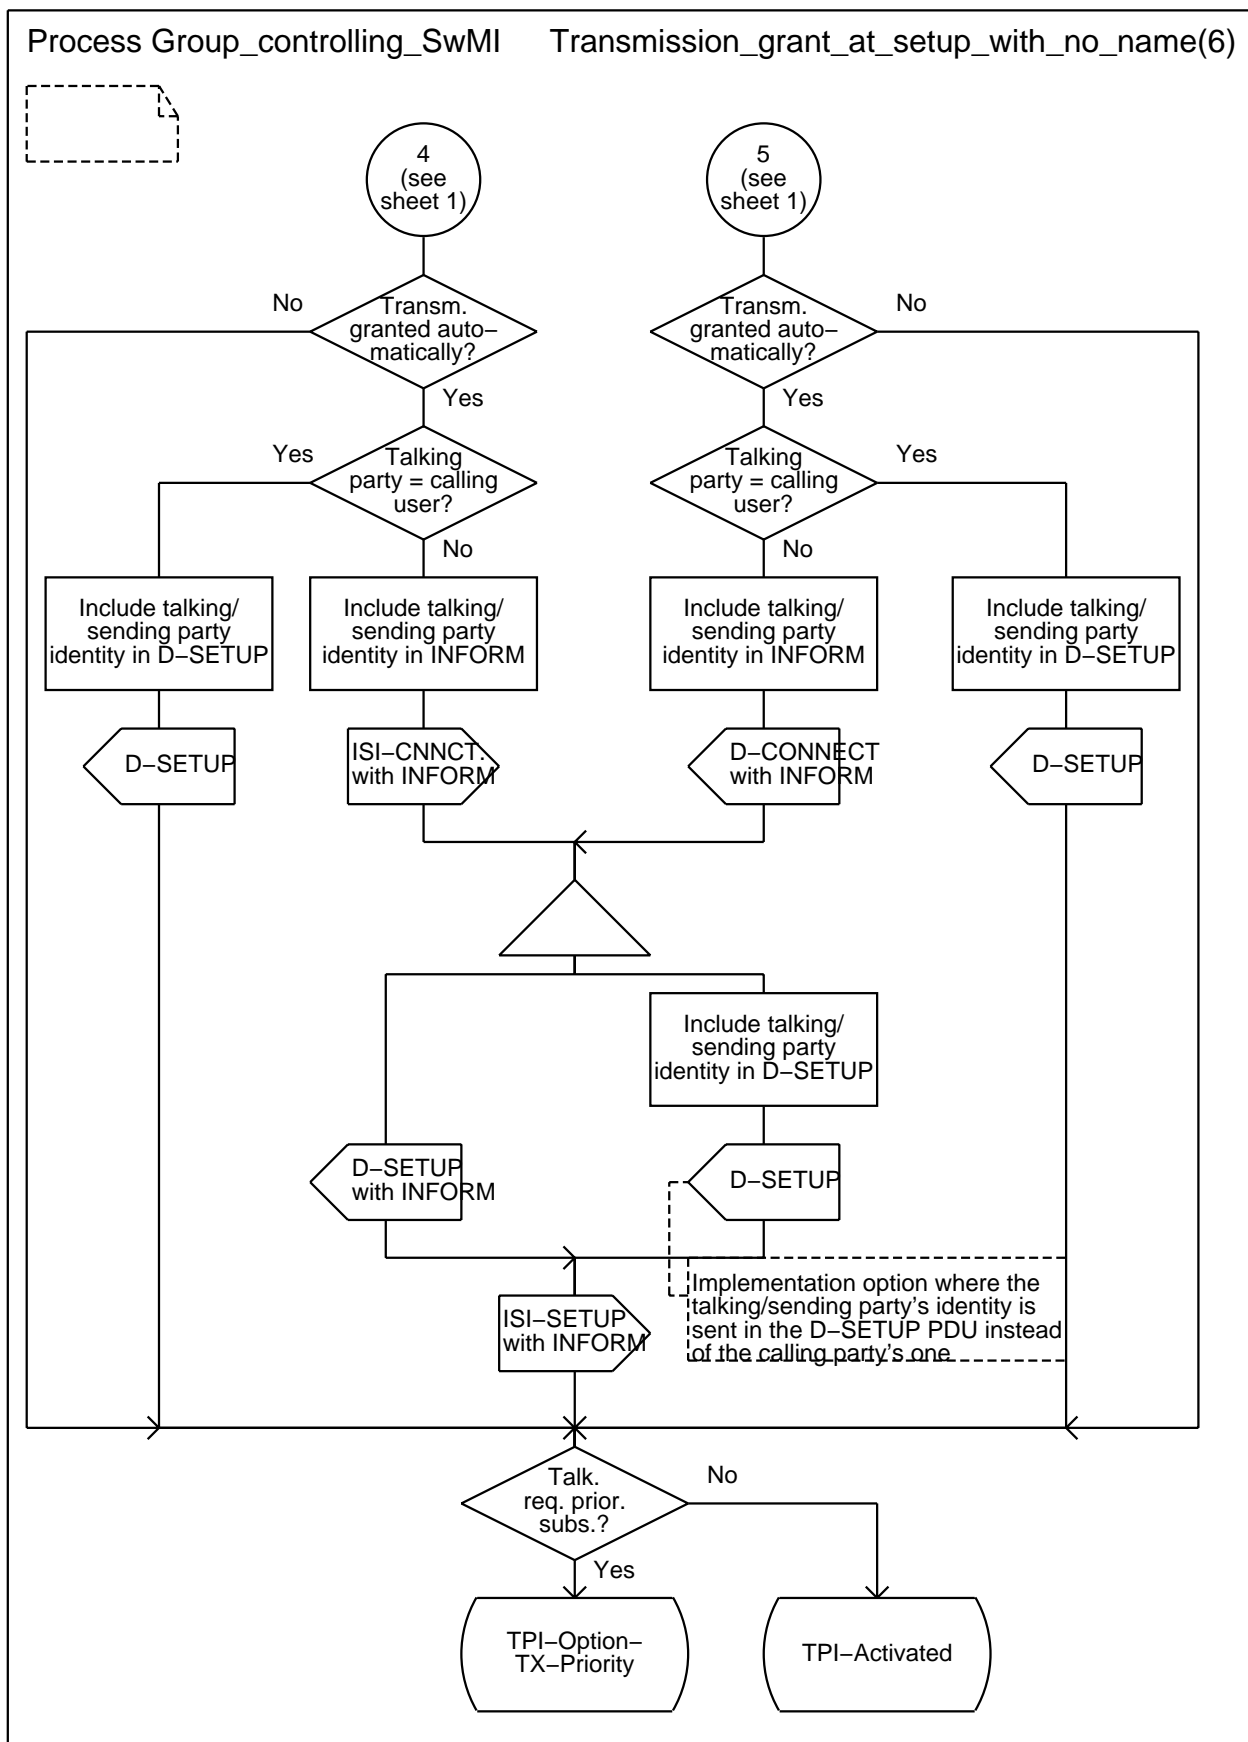 Process Group_controlling_SwMI Transmission_grant_at_setup_with_no_name(6)
4
(see
sheet 1)
5
(see
sheet 1)
No
Transm.
granted auto−
matically?
Transm.
granted auto−
matically?
No
Yes
Yes
Yes
Talking
party = calling
user?
Talking
party = calling
user?
Yes
No
No
Include talking/
sending party
identity in D−SETUP
Include talking/
sending party
identity in INFORM
Include talking/
sending party
identity in INFORM
Include talking/
sending party
identity in D−SETUP
D−SETUP
ISI−CNNCT.
with INFORM
D−CONNECT
with INFORM
D−SETUP
Include talking/
sending party
identity in D−SETUP
D−SETUP
with INFORM
D−SETUP
ISI−SETUP
with INFORM
Implementation option where the
talking/sending party's identity is
sent in the D−SETUP PDU instead
of the calling party's one
Talk.
req. prior.
subs.?
No
Yes
TPI−Option−
TX−Priority
TPI−Activated